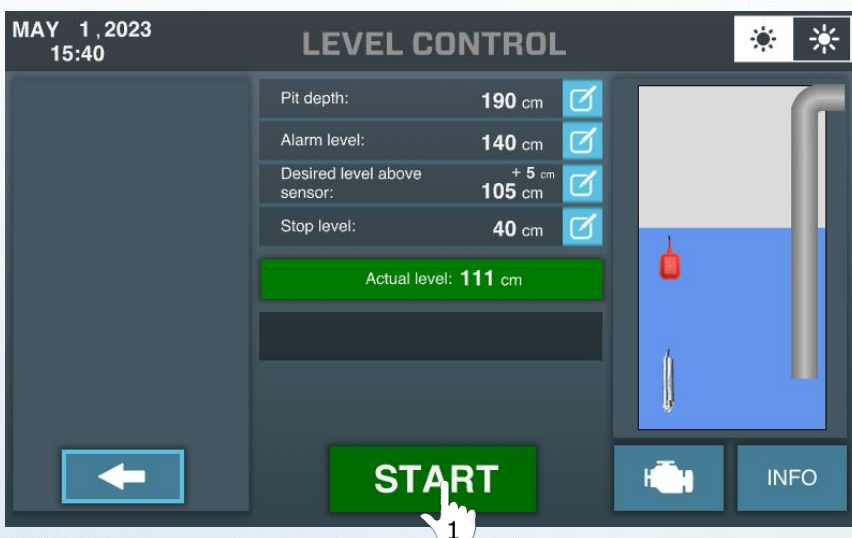 MAY 1,2023
15:40
LEVEL CONTROL
Pit depth: 190 cm
Alarm level: 140 cm
Desired level above + 5 cm
sensor: 105 cm
Stop level: 40 cm
Actual level: 111 cm
START
INFO
1